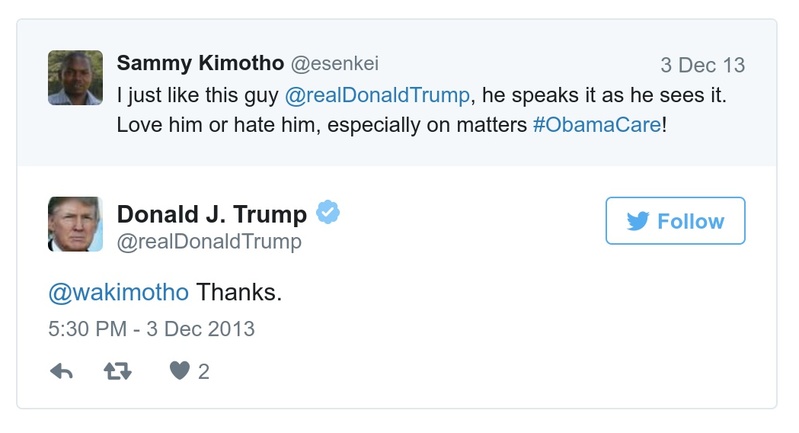 Sammy Kimotho @esenkei 3 Dec 13
I just like this guy @realDonaldTrump, he speaks it as he sees it.
Love him or hate him, especially on matters #ObamaCare!
Donald J. Trump
@realDonaldTrump
Follow
@wakimotho Thanks.
5:30 PM - 3 Dec 2013
2